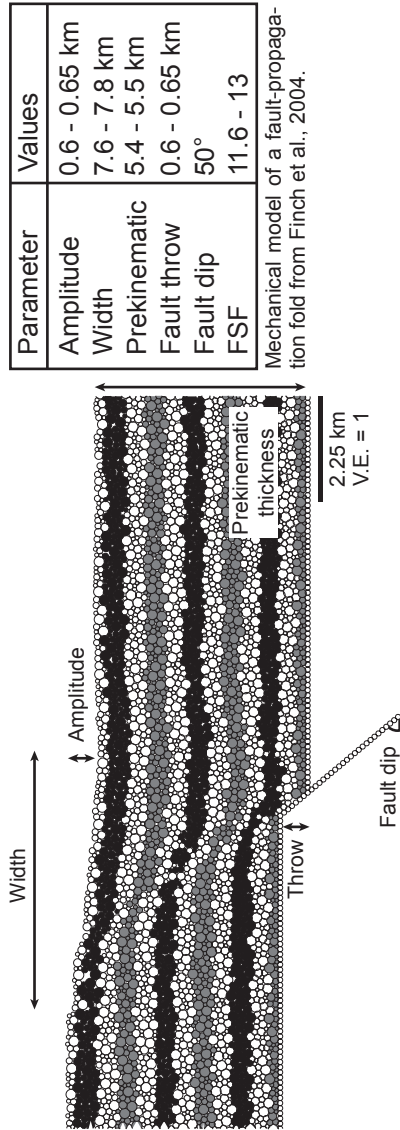 Width
Amplitude
Throw
Fault dip
Prekinematic
thickness
2.25 km
V.E. = 1
Parameter Values
Amplitude 0.6 - 0.65 km
Width 7.6 - 7.8 km
Prekinematic 5.4 - 5.5 km
Fault throw 0.6 - 0.65 km
Fault dip 50°
FSF 11.6 - 13
Mechanical model of a fault-propaga-
tion fold from Finch et al., 2004.